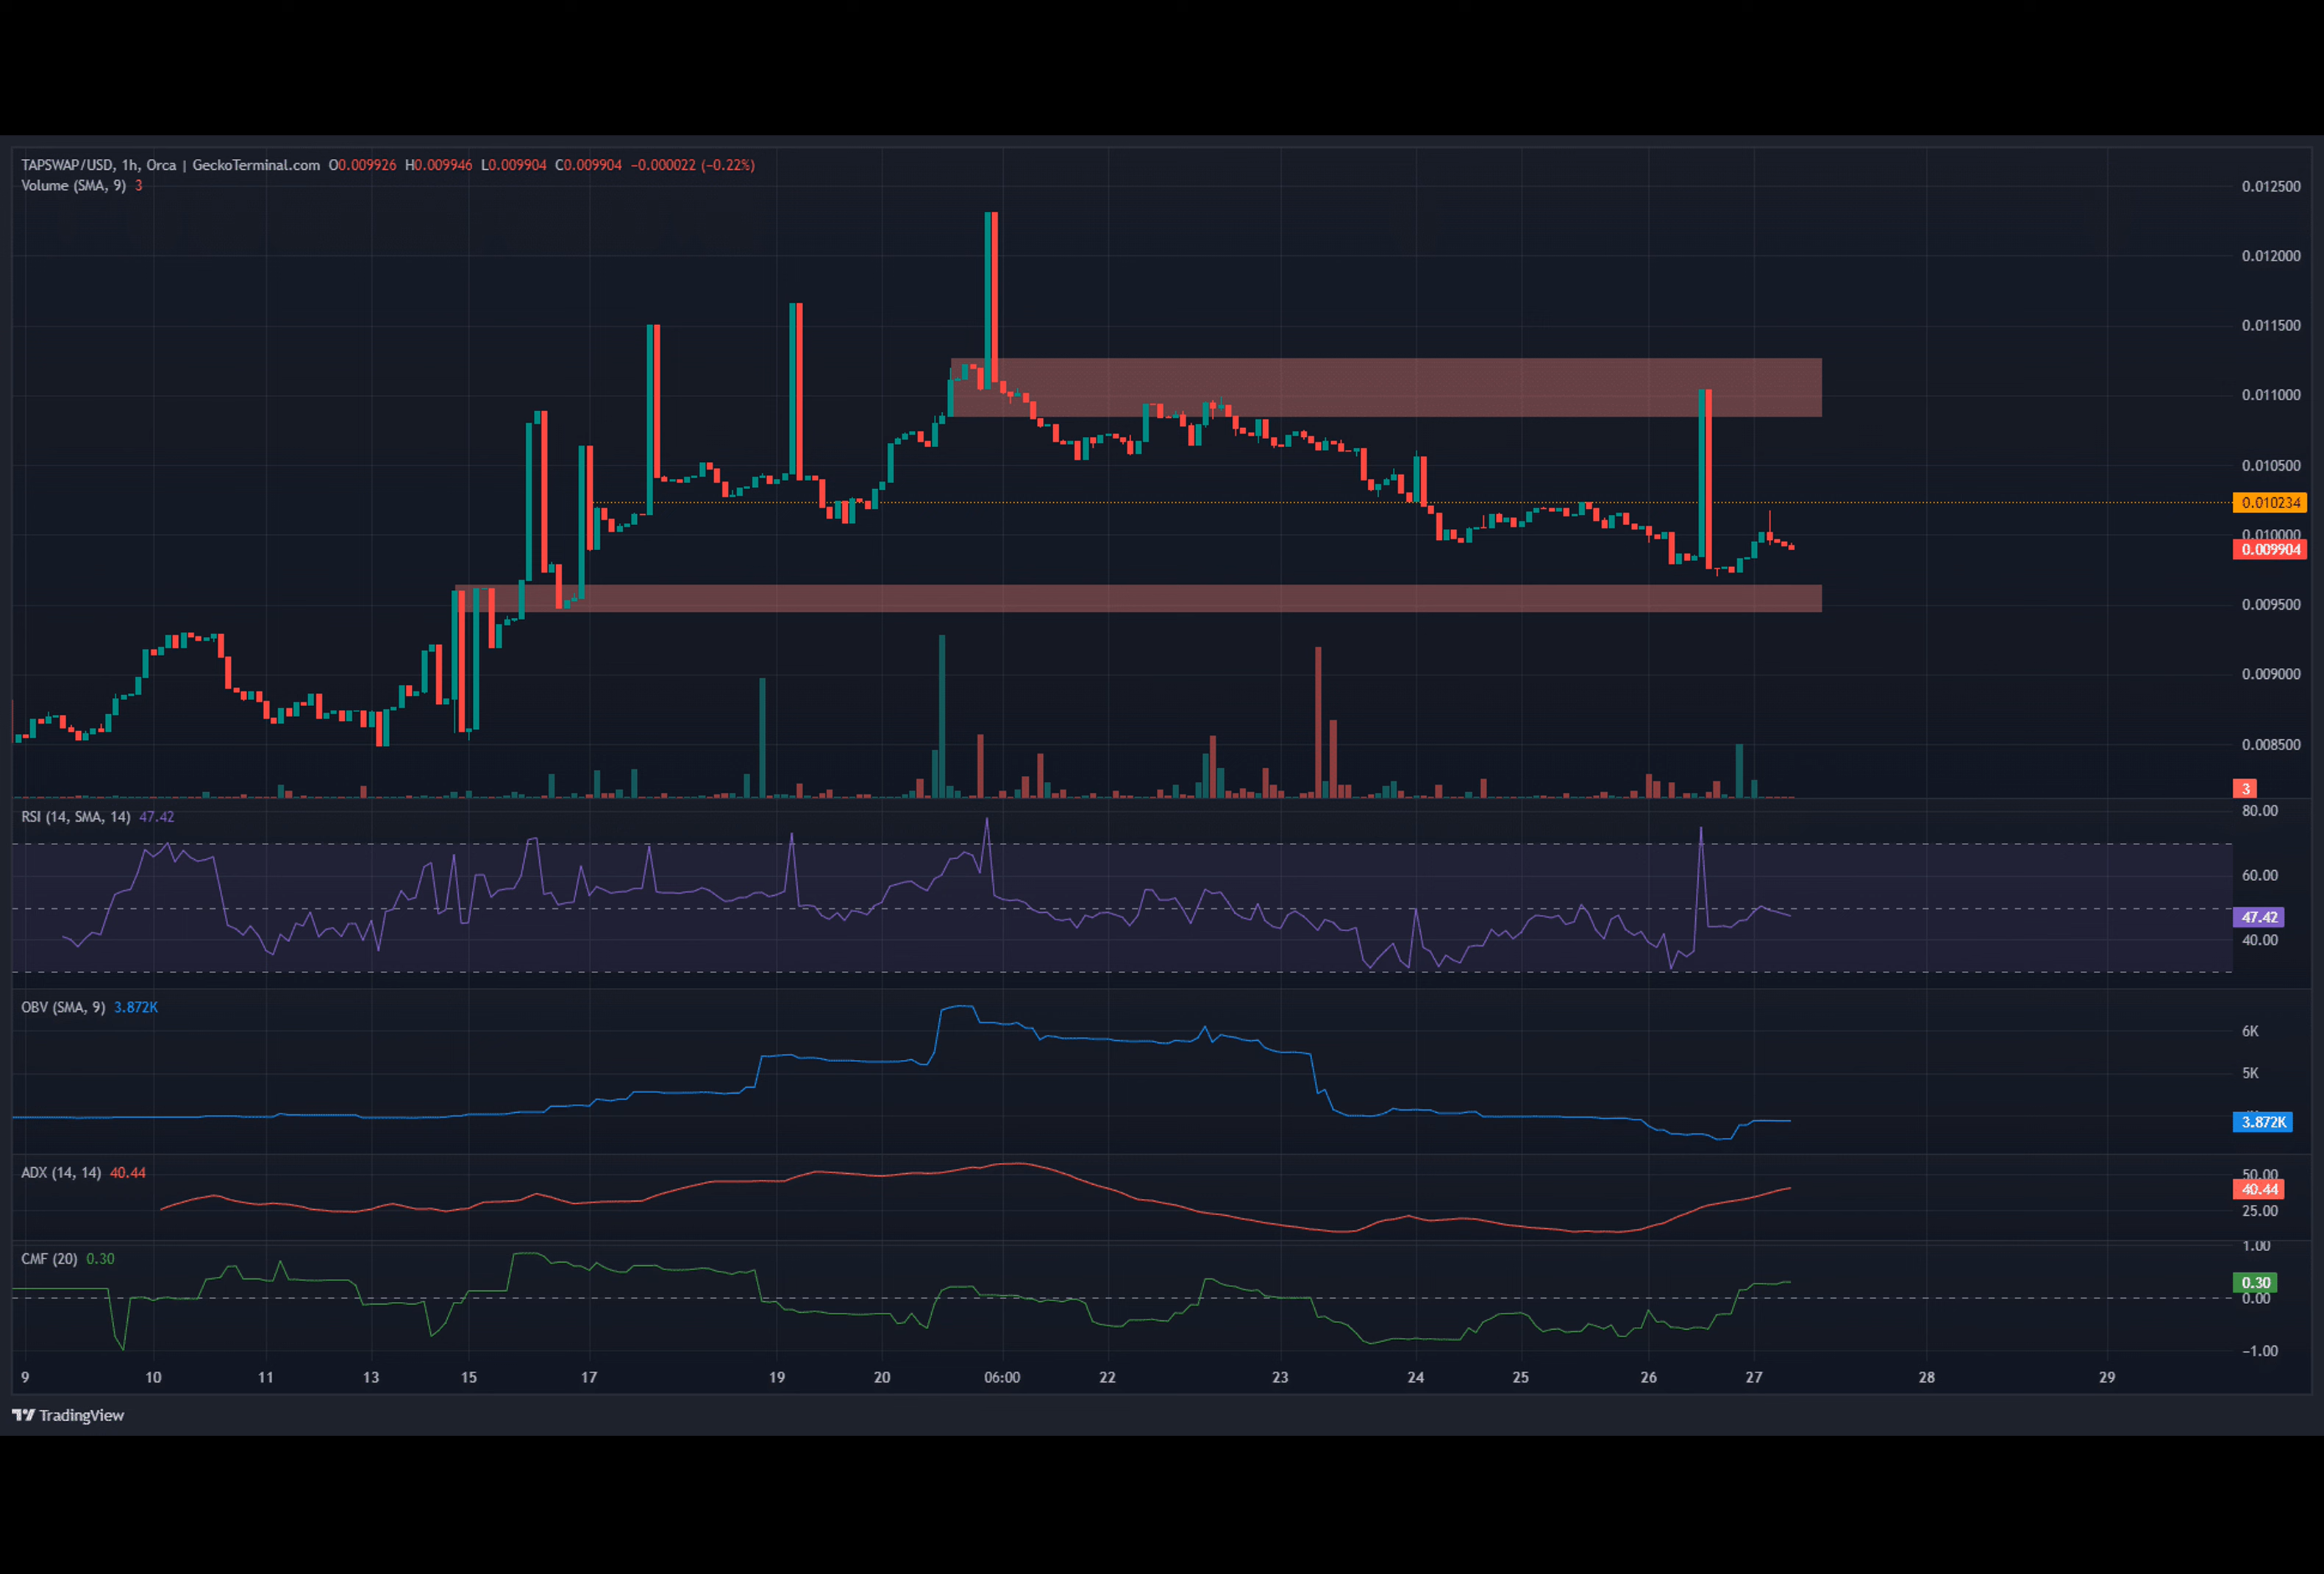 TAPSWAP/USD, 1h, Orca | GeckoTerminal.com O0.009926 H0.009946 L0.009904 C0.009904 −0.000022 (−0.22%)
Volume (SMA, 9) 3
0.012500
0.012000
0.011500
0.011000
0.010500
0.010234
0.010000
0.009904
0.009500
0.009000
0.008500
3
RSI (14, SMA, 14) 47.42
80.00
60.00
47.42
40.00
OBV (SMA, 9) 3.872K
6K
5K
3.872K
ADX (14, 14) 40.44
50.00
40.44
25.00
CMF (20) 0.30
1.00
0.30
0.00
−1.00
9 10 11 13 15 17 19 20 06:00 22 23 24 25 26 27 28 29
TradingView